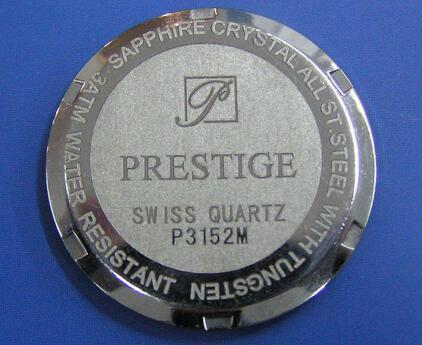 3ATM WATER RESISTANT SAPPHIRE CRYSTAL ALL ST.STEEL WITH TUNGSTEN
P
PRESTIGE
SWISS QUARTZ
P3152M